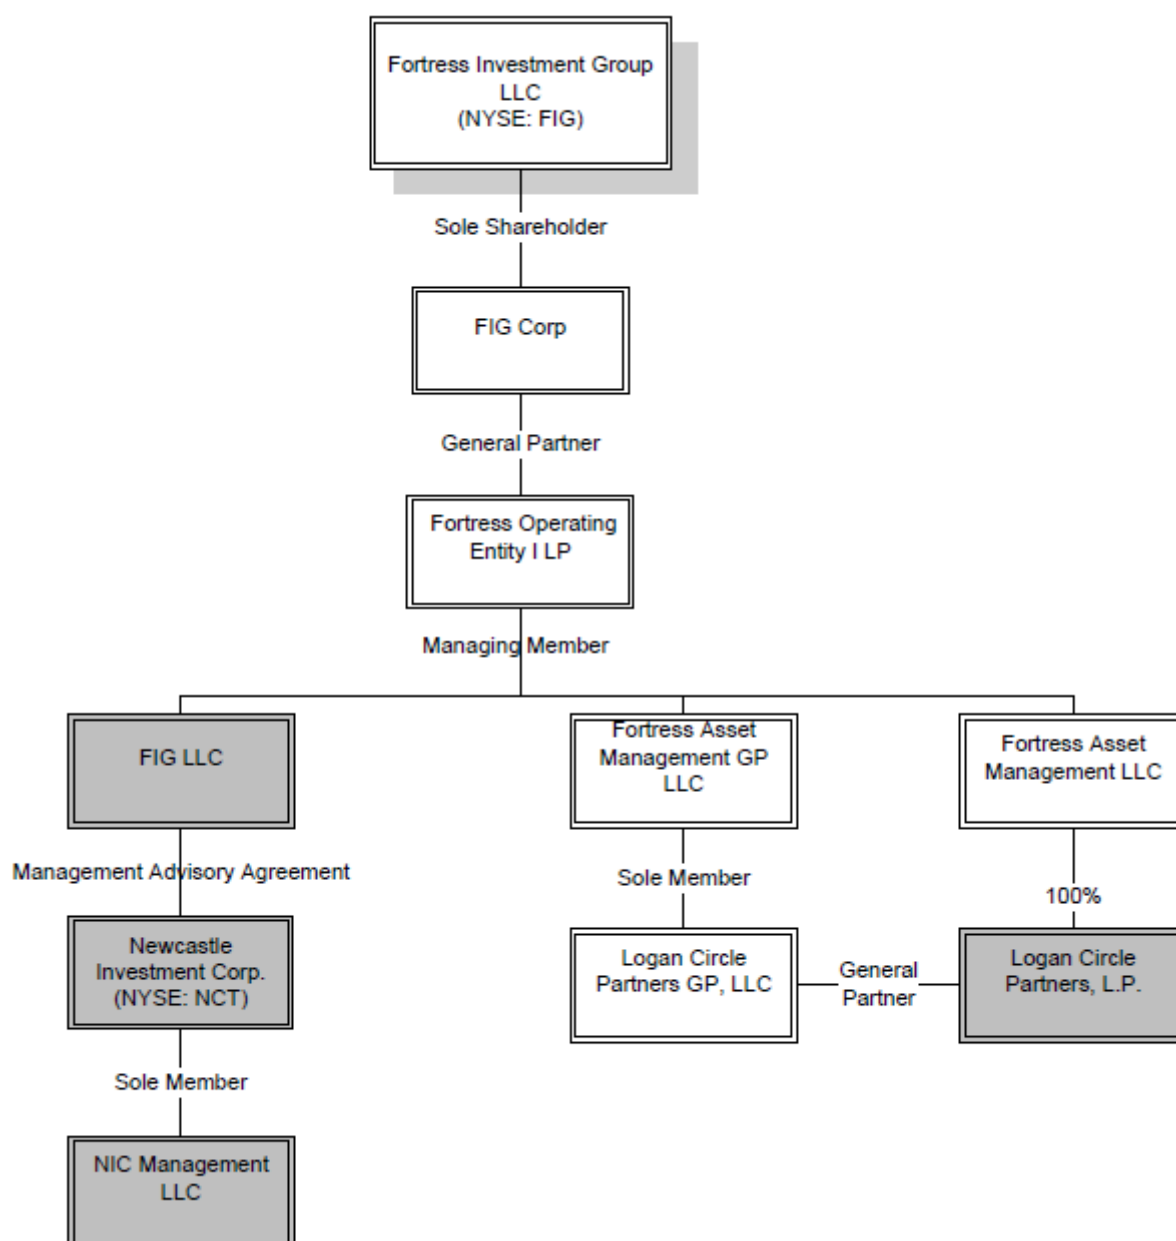 Fortress Investment Group
LLC
(NYSE: FIG)
Sole Shareholder
FIG Corp
General Partner
Fortress Operating
Entity I LP
Managing Member
FIG LLC
Fortress Asset
Management GP
LLC
Fortress Asset
Management LLC
Management Advisory Agreement
Sole Member
100%
Newcastle
Investment Corp.
(NYSE: NCT)
Logan Circle
Partners GP, LLC
General
Partner
Logan Circle
Partners, L.P.
Sole Member
NIC Management
LLC